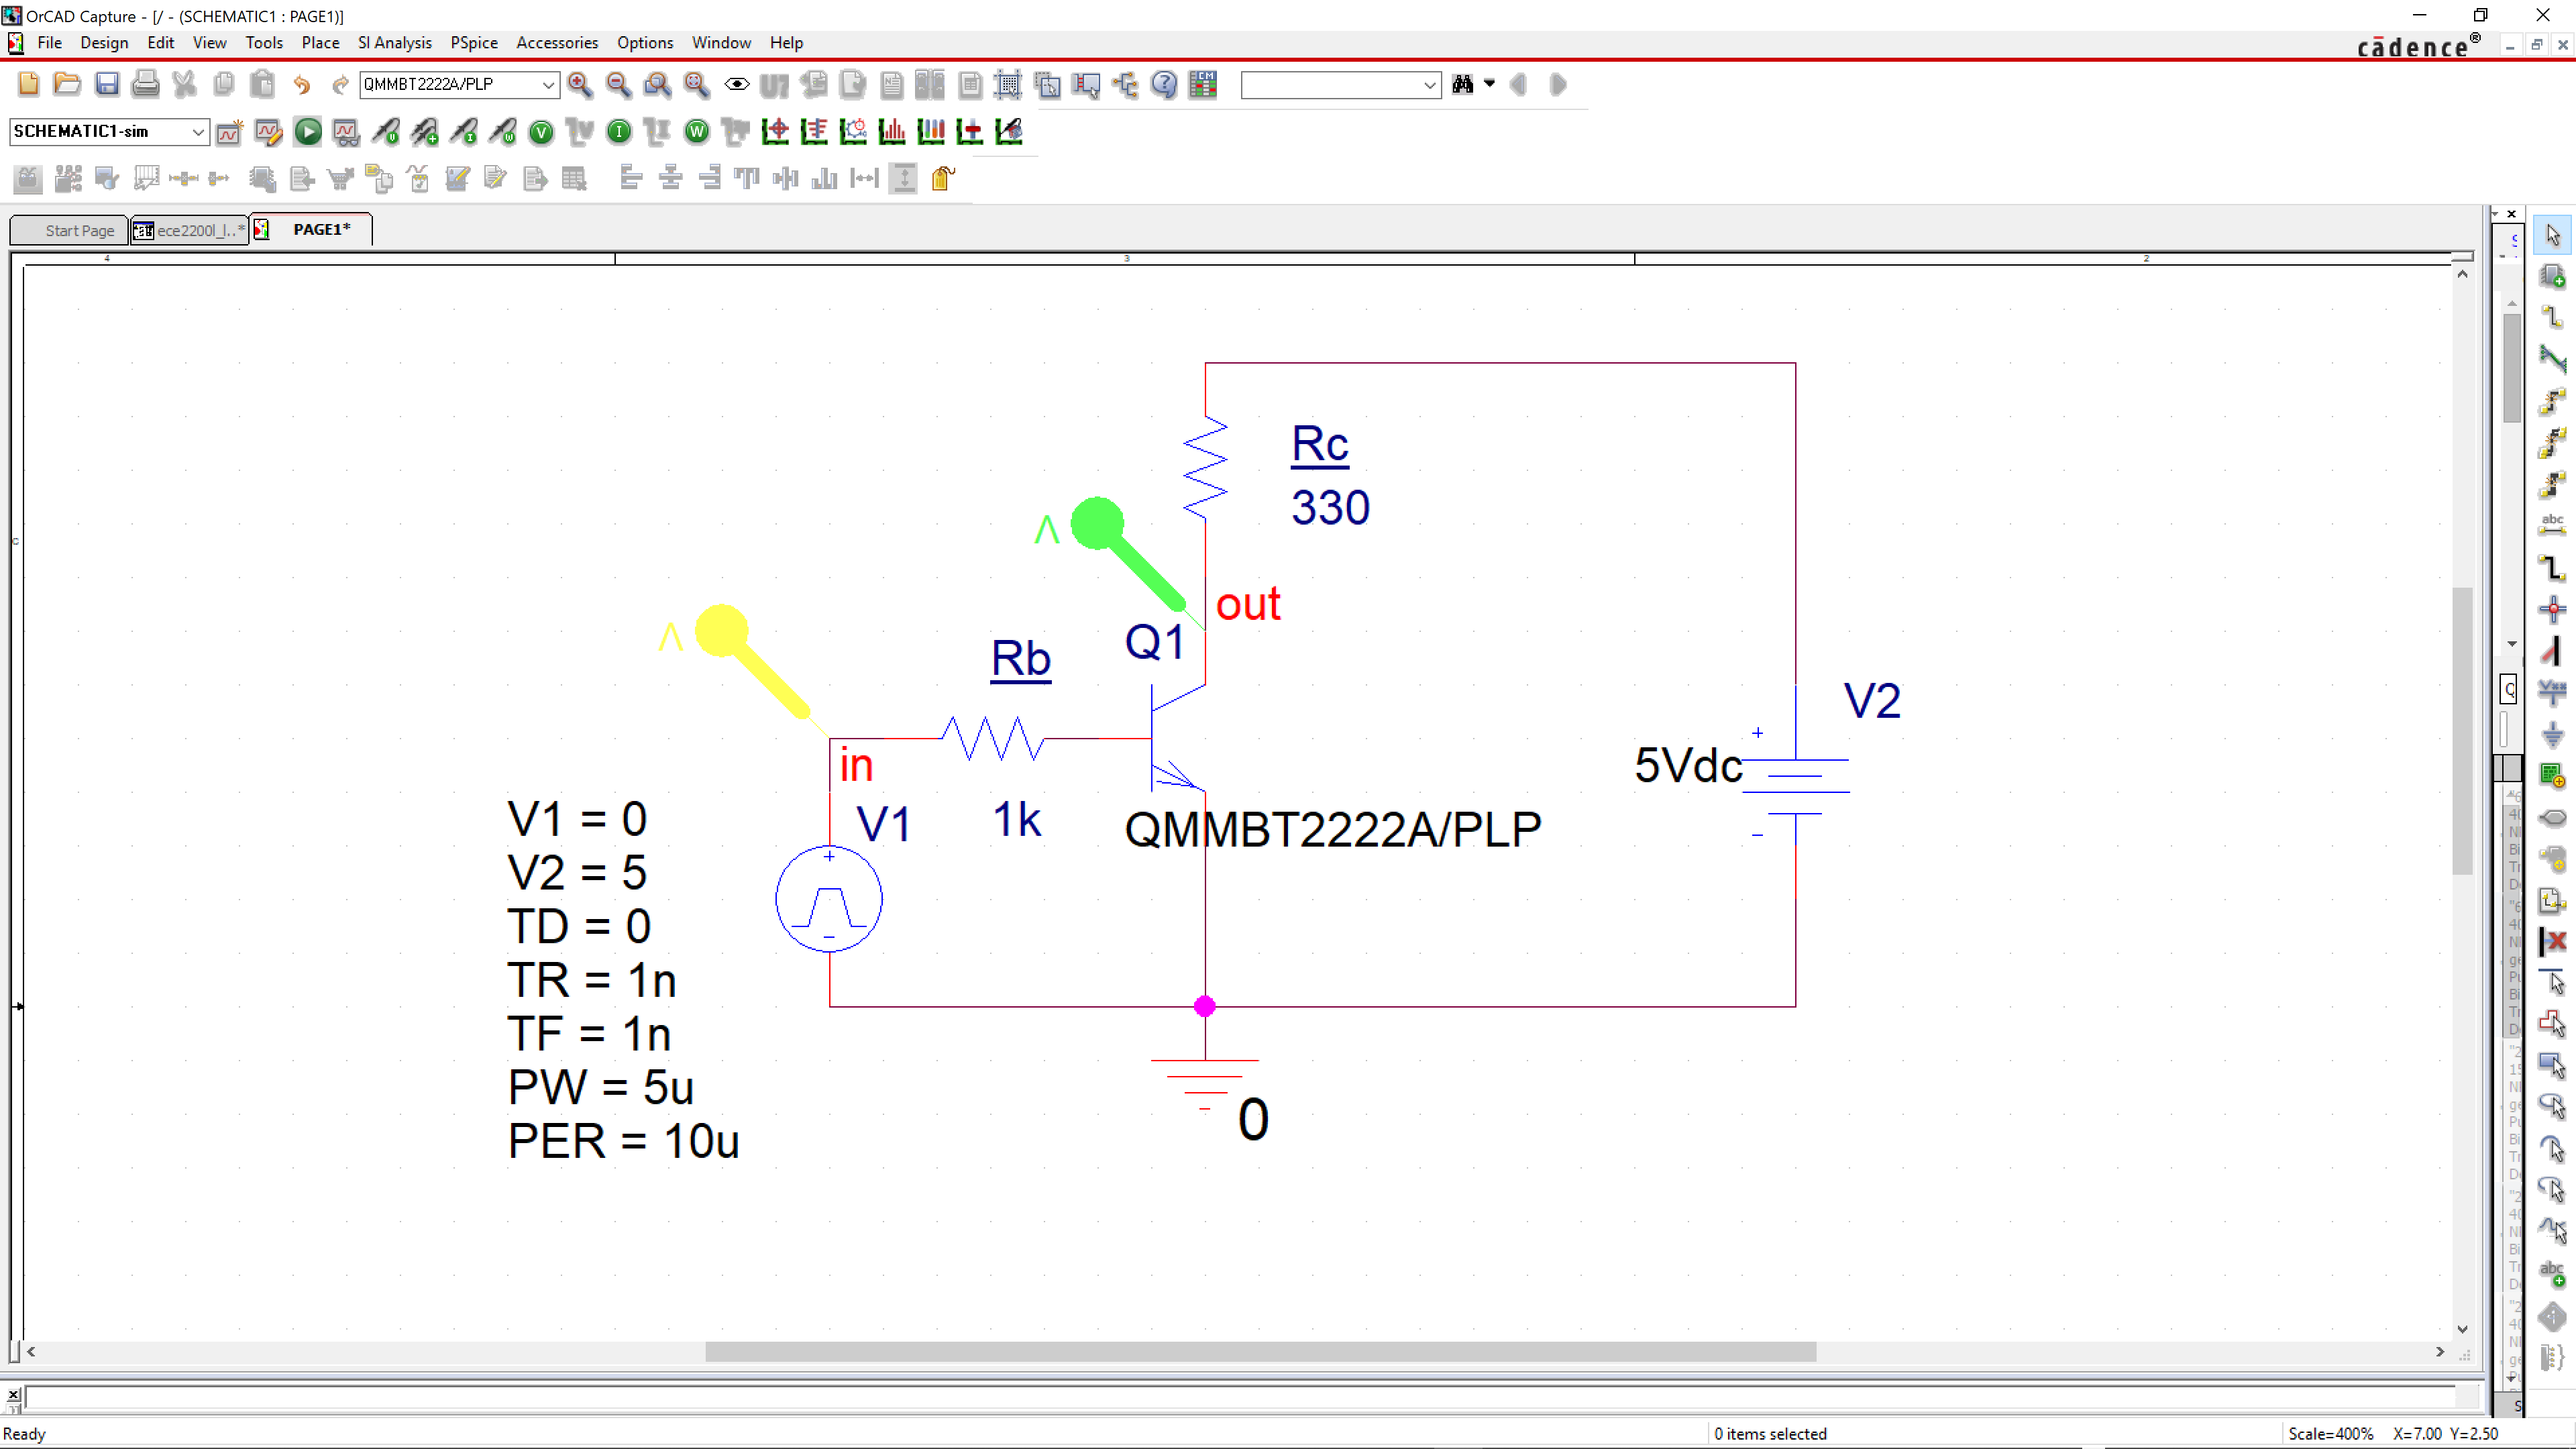 OrCAD Capture - [/ - (SCHEMATIC1 : PAGE1)]
File Design Edit View Tools Place SI Analysis PSpice Accessories Options Window Help
cādence®
QMMBT2222A/PLP
SCHEMATIC1-sim
Start Page
ece2200l_l..*
PAGE1*
4 3 2
C
Rc
330
out
Q1
Rb
in
1k
V1
QMMBT2222A/PLP
V2
5Vdc
+
-
V1 = 0
V2 = 5
TD = 0
TR = 1n
TF = 1n
PW = 5u
PER = 10u
+
-
0
Ready
0 items selected
Scale=400% X=7.00 Y=2.50